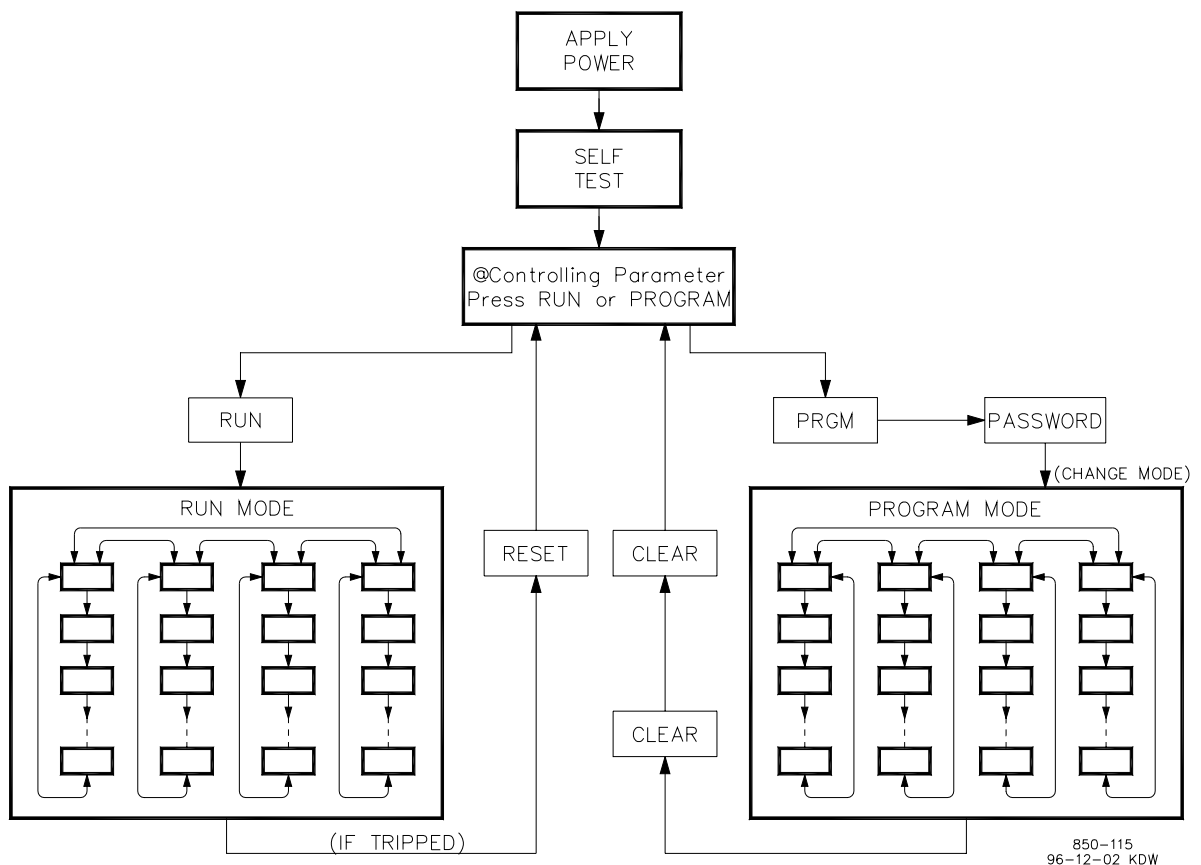 APPLY
POWER
SELF
TEST
@Controlling Parameter
Press RUN or PROGRAM
RUN
PRGM
PASSWORD
(CHANGE MODE)
RUN MODE
PROGRAM MODE
RESET
CLEAR
CLEAR
(IF TRIPPED)
850-115
96-12-02 KDW